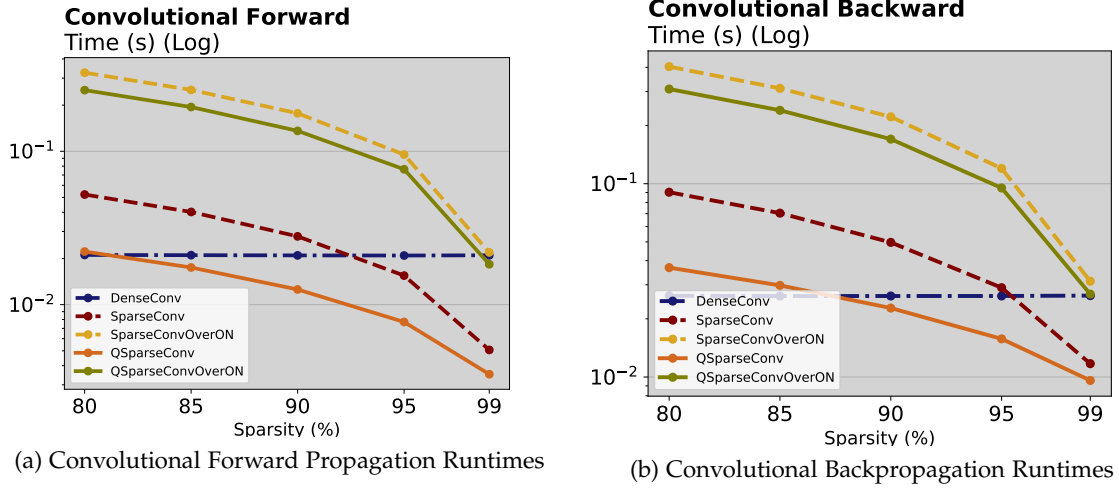 Convolutional Forward
Time (s) (Log)
10⁻¹
10⁻²
DenseConv
SparseConv
SparseConvOverON
QSparseConv
QSparseConvOverON
80 85 90 95 99
Sparsity (%)
(a) Convolutional Forward Propagation Runtimes
Convolutional Backward
Time (s) (Log)
10⁻¹
10⁻²
DenseConv
SparseConv
SparseConvOverON
QSparseConv
QSparseConvOverON
80 85 90 95 99
Sparsity (%)
(b) Convolutional Backpropagation Runtimes